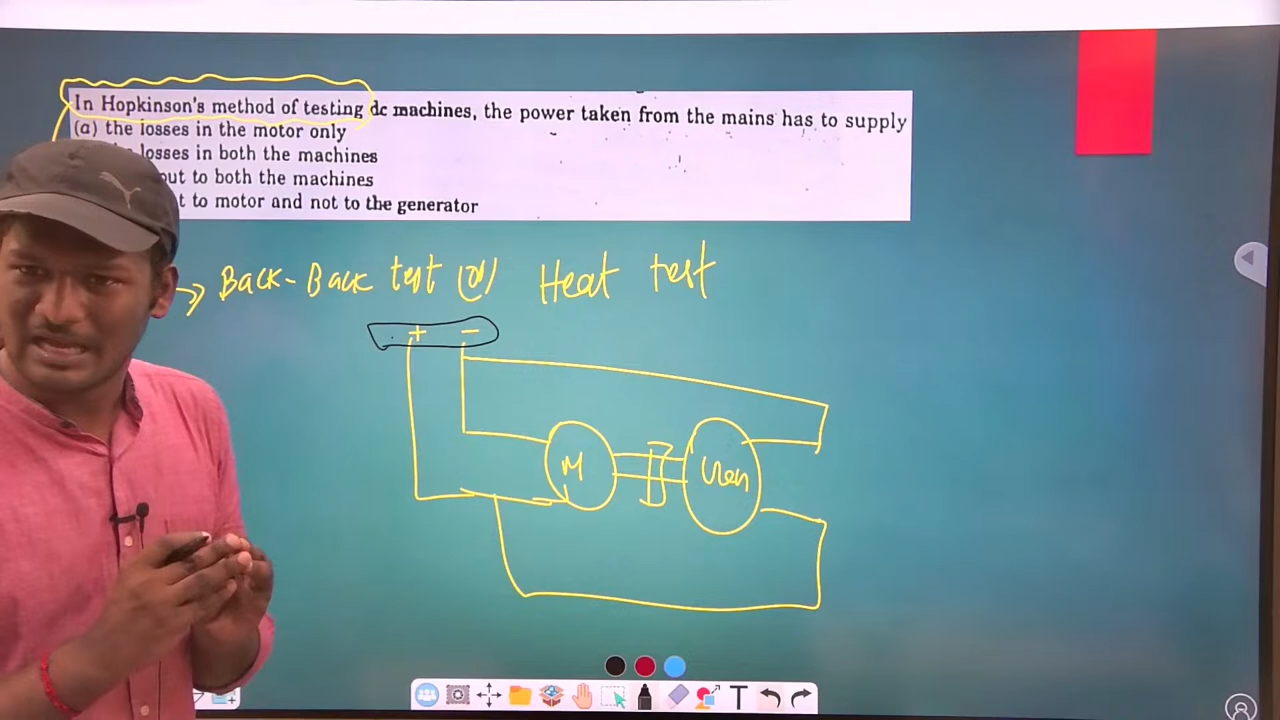 In Hopkinson's method of testing dc machines, the power taken from the mains has to supply
(a) the losses in the motor only
losses in both the machines
to both the machines
to motor and not to the generator
→ Back-Back test (or) Heat test
+ -
M
Gen
T